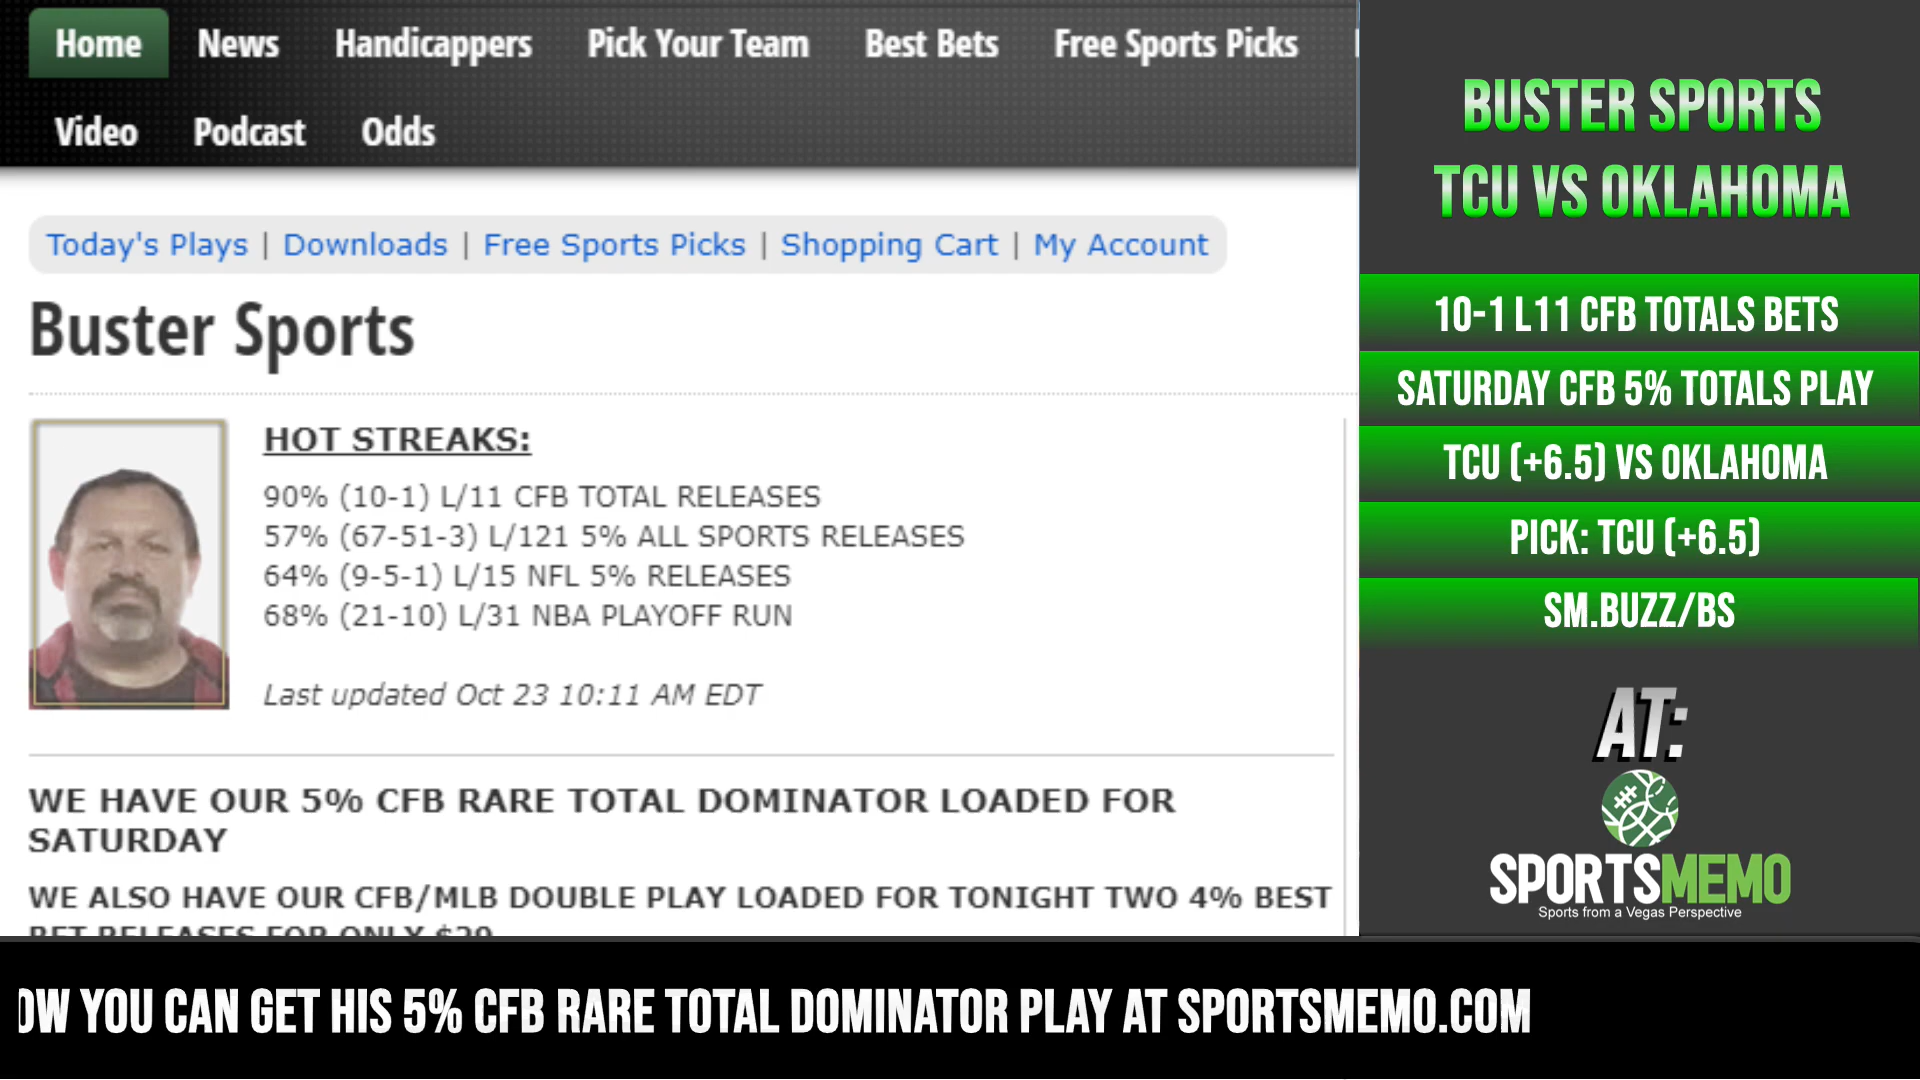 Home News Handicappers Pick Your Team Best Bets Free Sports Picks
Video Podcast Odds
Today's Plays | Downloads | Free Sports Picks | Shopping Cart | My Account
Buster Sports
HOT STREAKS:
90% (10-1) L/11 CFB TOTAL RELEASES
57% (67-51-3) L/121 5% ALL SPORTS RELEASES
64% (9-5-1) L/15 NFL 5% RELEASES
68% (21-10) L/31 NBA PLAYOFF RUN
Last updated Oct 23 10:11 AM EDT
WE HAVE OUR 5% CFB RARE TOTAL DOMINATOR LOADED FOR
SATURDAY
WE ALSO HAVE OUR CFB/MLB DOUBLE PLAY LOADED FOR TONIGHT TWO 4% BEST
BET RELEASES FOR ONLY
BUSTER SPORTS
TCU VS OKLAHOMA
10-1 L11 CFB TOTALS BETS
SATURDAY CFB 5% TOTALS PLAY
TCU (+6.5) VS OKLAHOMA
PICK: TCU (+6.5)
SM.BUZZ/BS
AT:
SPORTSMEMO
Sports from a Vegas Perspective
OW YOU CAN GET HIS 5% CFB RARE TOTAL DOMINATOR PLAY AT SPORTSMEMO.COM